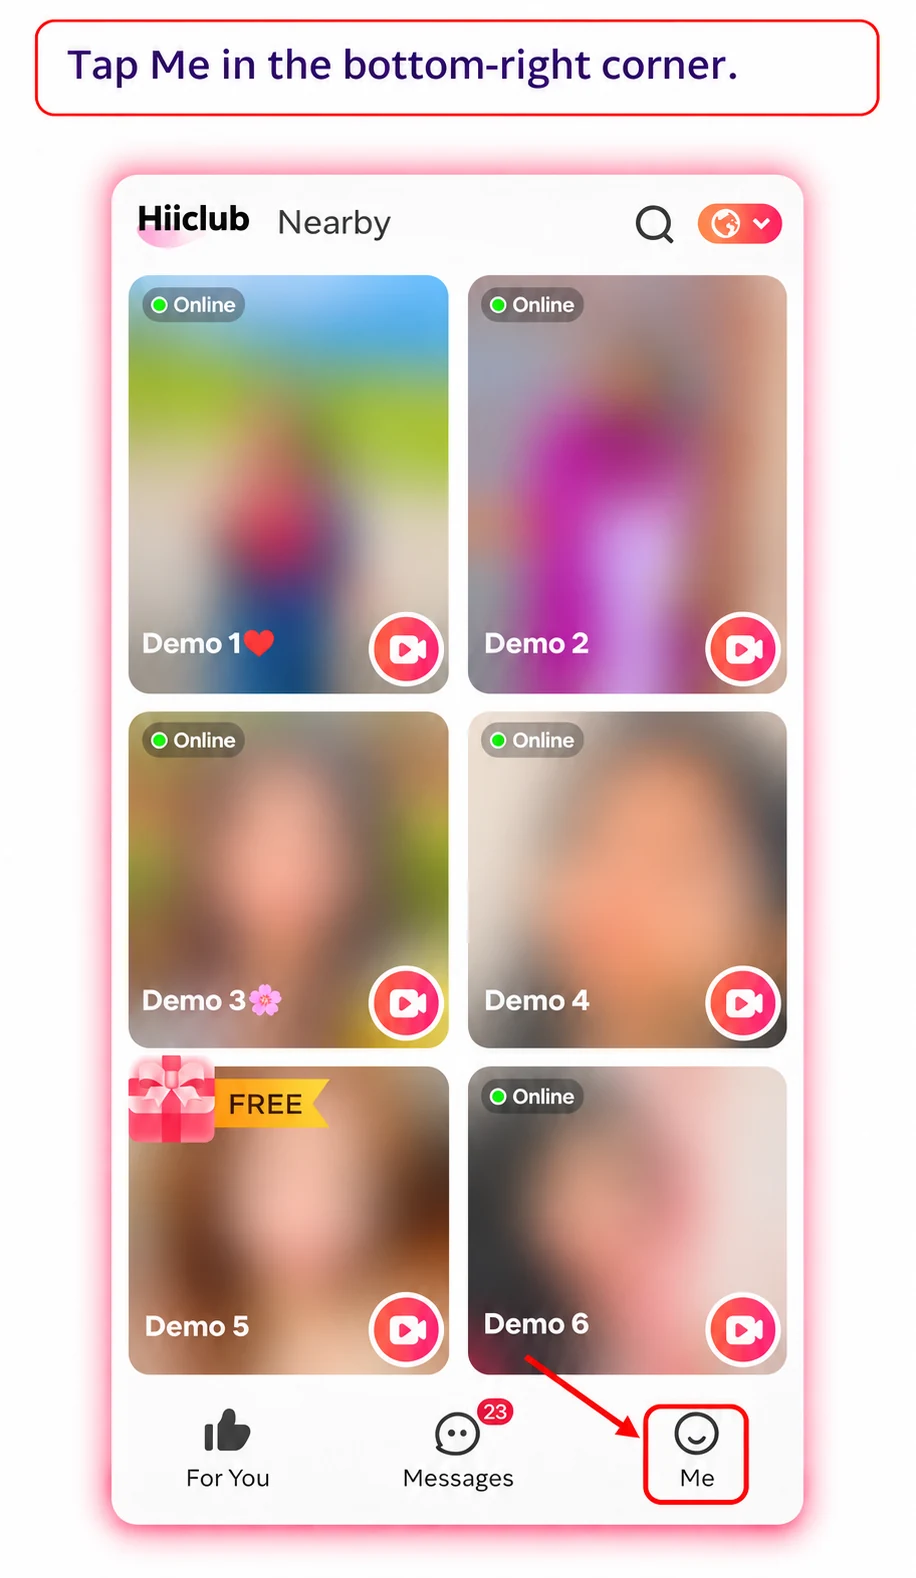 Tap Me in the bottom-right corner.
Hiiclub Nearby
Online Online
Demo 1❤️ Demo 2
Online Online
Demo 3🌸 Demo 4
FREE Online
Demo 5 Demo 6
23
For You Messages Me